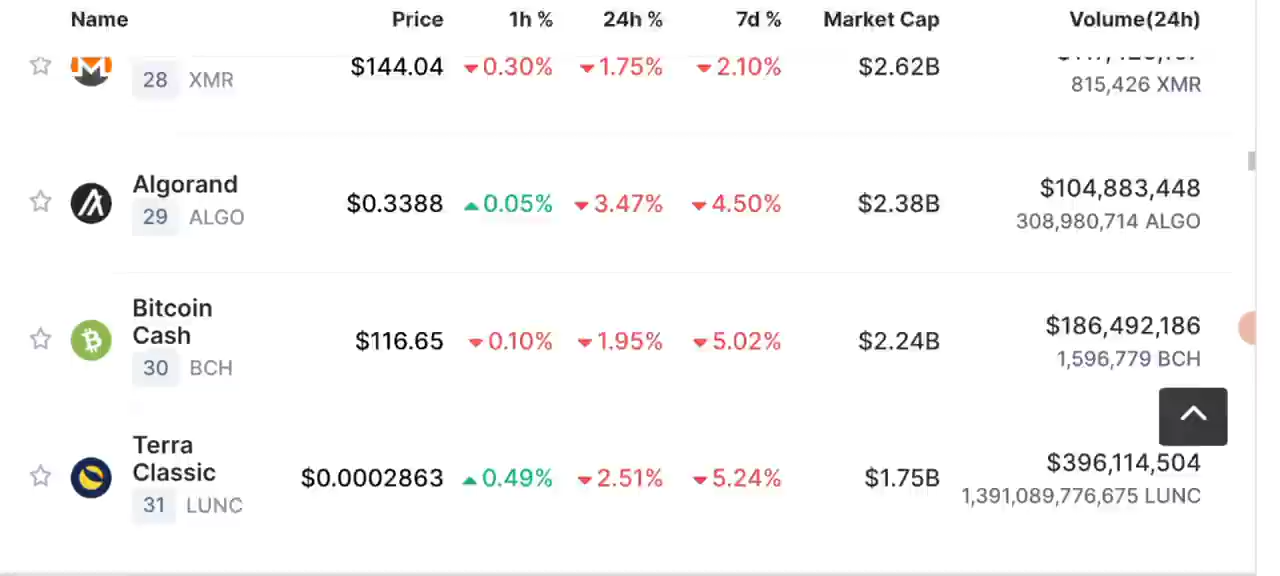 Name Price 1h % 24h % 7d % Market Cap Volume(24h)
$144.04 0.30% 1.75% 2.10% $2.62B
28 XMR 815,426 XMR
Algorand
$0.3388 0.05% 3.47% 4.50% $2.38B $104,883,448
29 ALGO 308,980,714 ALGO
Bitcoin
Cash
$116.65 0.10% 1.95% 5.02% $2.24B $186,492,186
30 BCH 1,596,779 BCH
Terra
Classic
$0.0002863 0.49% 2.51% 5.24% $1.75B $396,114,504
31 LUNC 1,391,089,776,675 LUNC